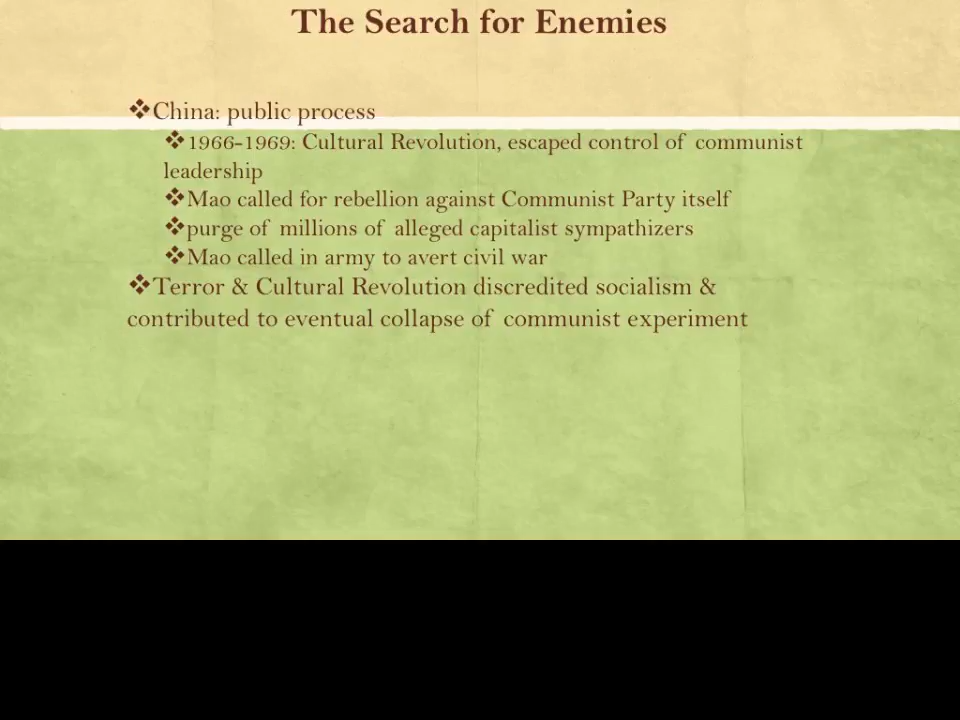 The Search for Enemies
❖China: public process
❖1966-1969: Cultural Revolution, escaped control of communist
leadership
❖Mao called for rebellion against Communist Party itself
❖purge of millions of alleged capitalist sympathizers
❖Mao called in army to avert civil war
❖Terror & Cultural Revolution discredited socialism &
contributed to eventual collapse of communist experiment